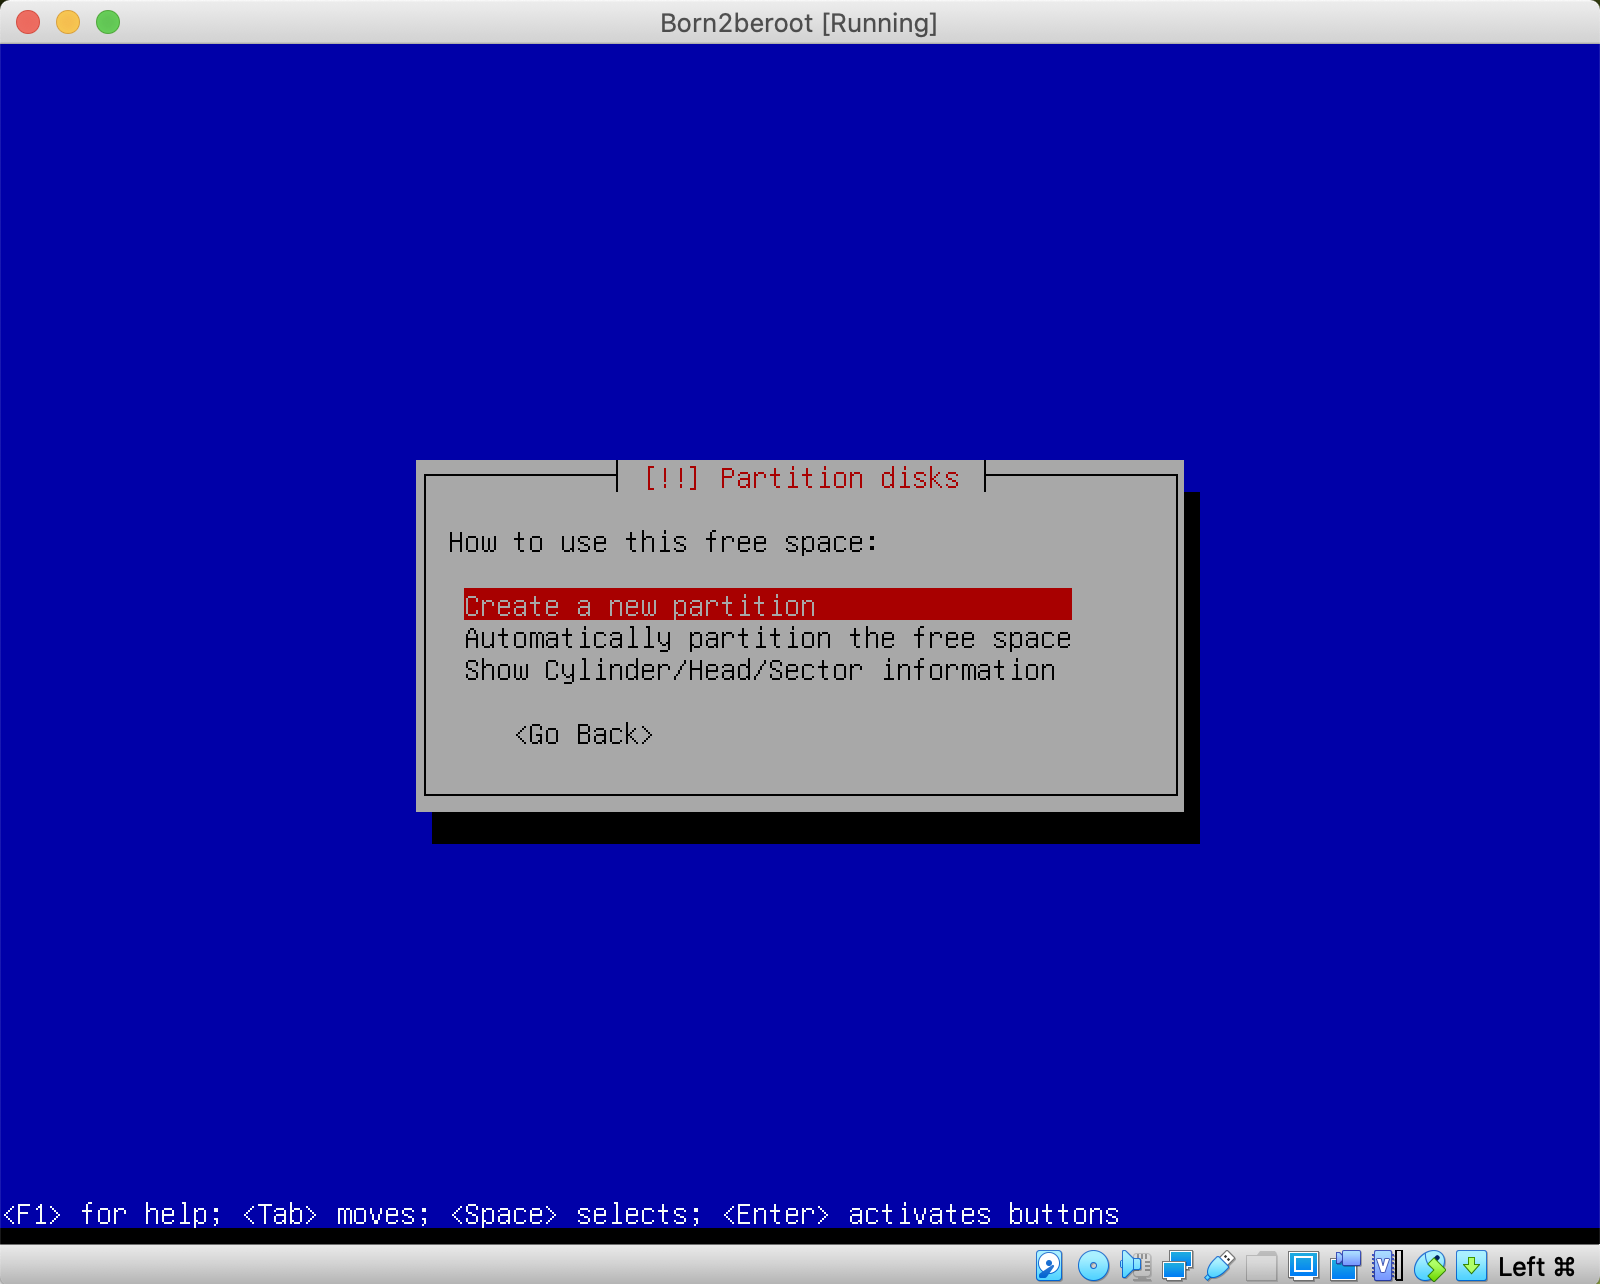 Born2beroot [Running]
[!!] Partition disks
How to use this free space:
Create a new partition
Automatically partition the free space
Show Cylinder/Head/Sector information
<Go Back>
<F1> for help; <Tab> moves; <Space> selects; <Enter> activates buttons
V
Left ⌘